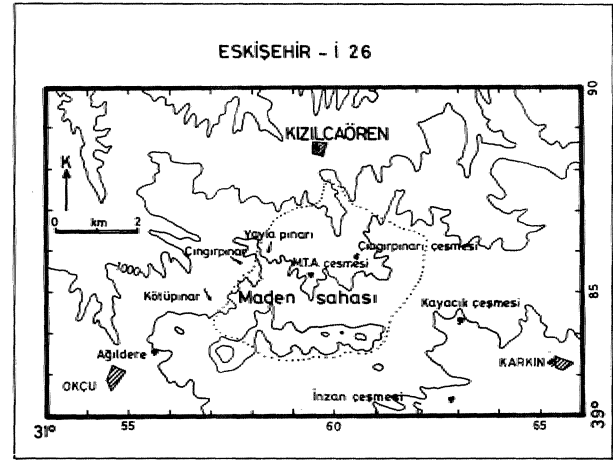 ESKİŞEHİR - İ 26
90
KIZILCAÖREN
K
0 km 2
Yayla pınarı
Çıngırpınar
Çıngırpınarı çeşmesi
M.T.A. çeşmesi
1000
Kötüpınar
Maden sahası
85
Kayacık çeşmesi
Ağıldere
KARKIN
OKÇU
İnzan çeşmesi
31° 55 60 65 39°